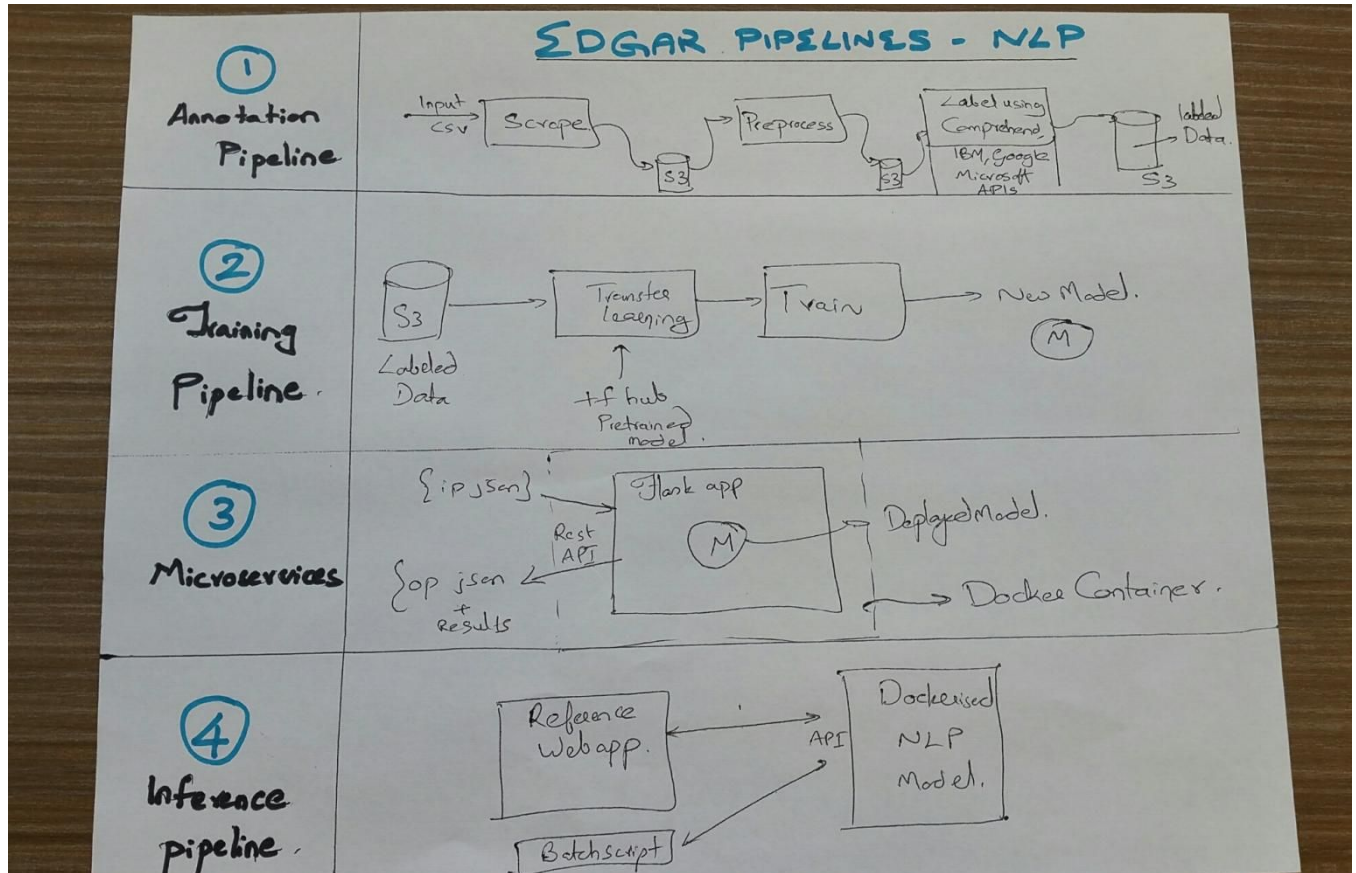 EDGAR PIPELINES - NLP
1
Annotation
Pipeline
Input
CSV
Scrape
S3
Preprocess
S3
Label using
Comprehend
IBM, Google
Microsoft
APIs
S3
labeled
Data.
2
Training
Pipeline.
S3
Labeled
Data
Transfer
learning
tf hub
Pretrained
model.
Train
New Model.
M
3
Microservices
{ip json}
Rest
API
{op json
+
Results
Flask app
M
Deployed Model.
Docker Container.
4
Inference
pipeline.
Reference
Webapp.
Batchscript
API
Dockerised
NLP
Model.